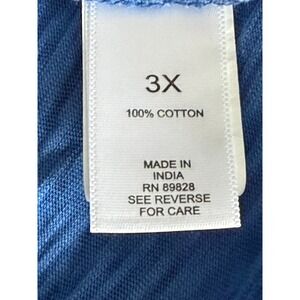 3X
100% COTTON
MADE IN
INDIA
RN 89828
SEE REVERSE
FOR CARE